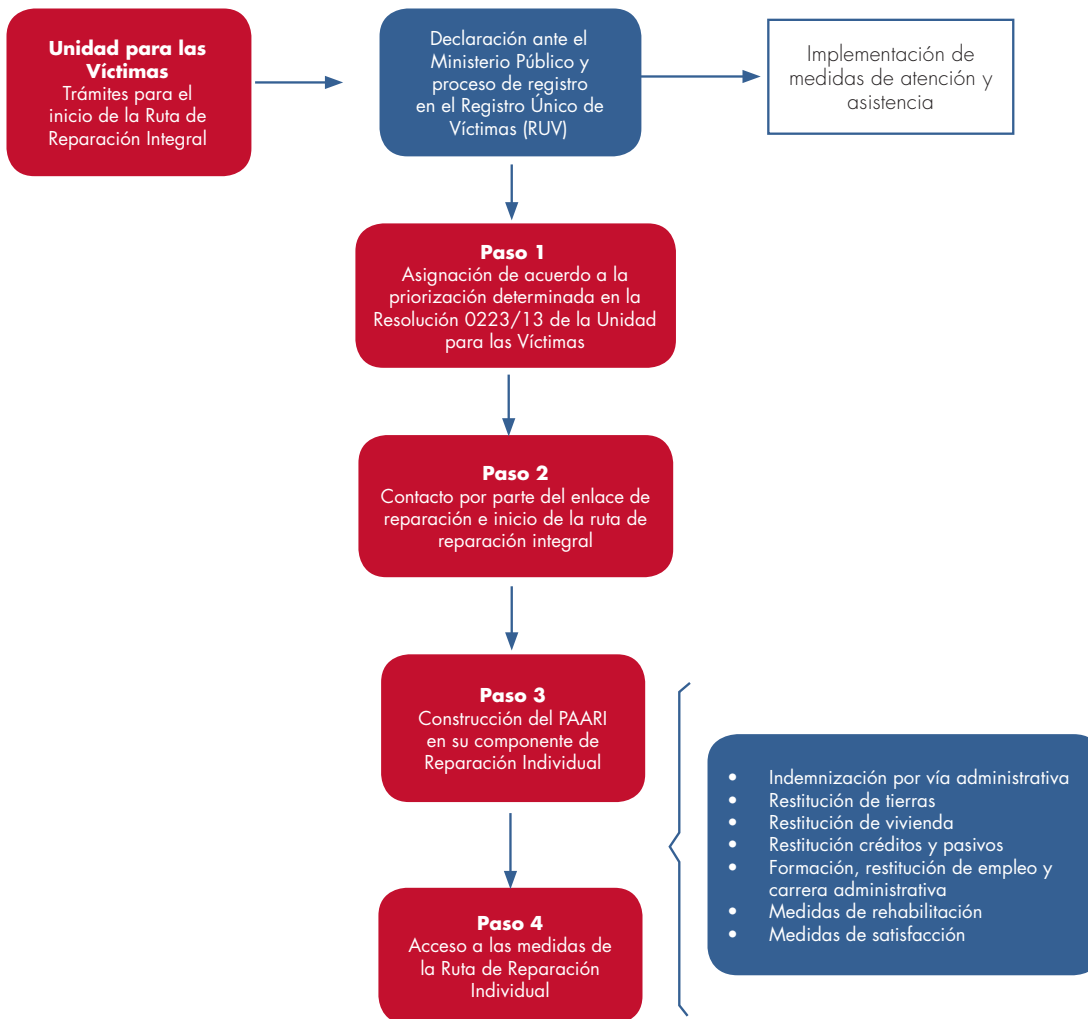 Unidad para las
Víctimas
Trámites para el
inicio de la Ruta de
Reparación Integral
Declaración ante el
Ministerio Público y
proceso de registro
en el Registro Único de
Víctimas (RUV)
Implementación de
medidas de atención y
asistencia
Paso 1
Asignación de acuerdo a la
priorización determinada en la
Resolución 0223/13 de la Unidad
para las Víctimas
Paso 2
Contacto por parte del enlace de
reparación e inicio de la ruta de
reparación integral
Paso 3
Construcción del PAARI
en su componente de
Reparación Individual
Paso 4
Acceso a las medidas de
la Ruta de Reparación
Individual
• Indemnización por vía administrativa
• Restitución de tierras
• Restitución de vivienda
• Restitución créditos y pasivos
• Formación, restitución de empleo y
carrera administrativa
• Medidas de rehabilitación
• Medidas de satisfacción